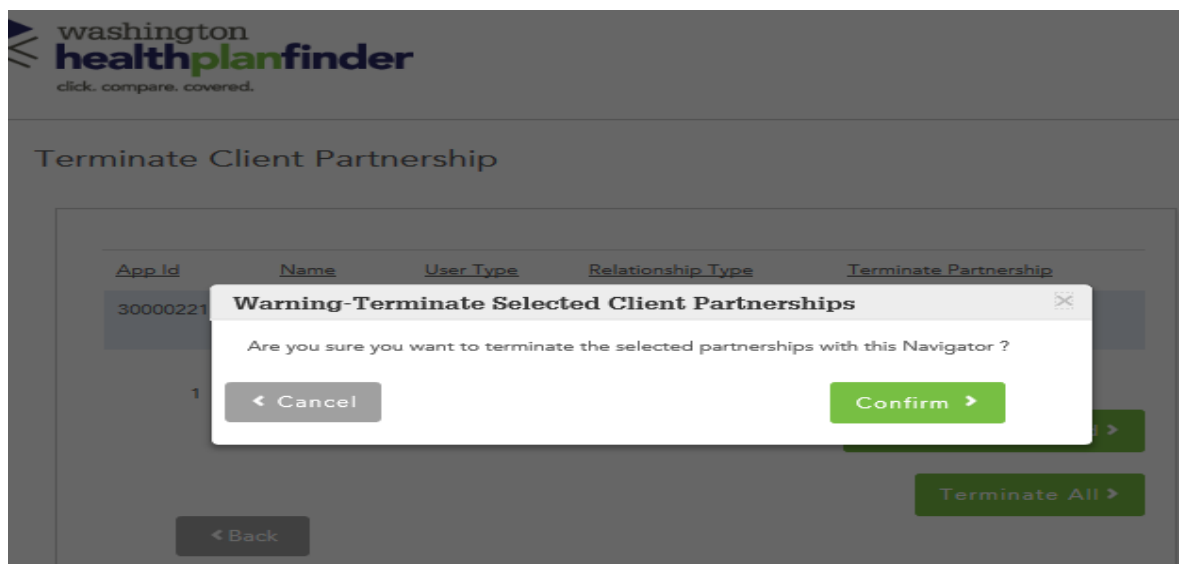 washington
healthplanfinder
click. compare. covered.
Terminate Client Partnership
App Id Name User Type Relationship Type Terminate Partnership
30000221
Warning-Terminate Selected Client Partnerships
Are you sure you want to terminate the selected partnerships with this Navigator ?
1
Cancel Confirm
Terminate All
Back